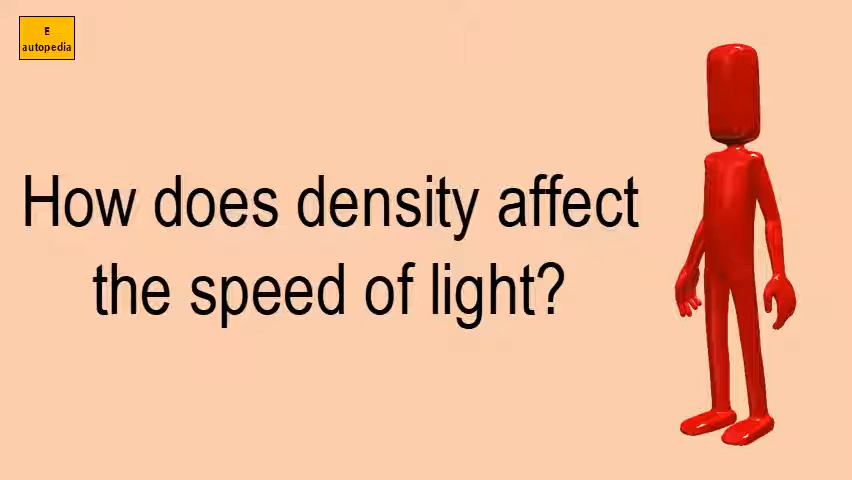 E
autopedia
How does density affect
the speed of light?